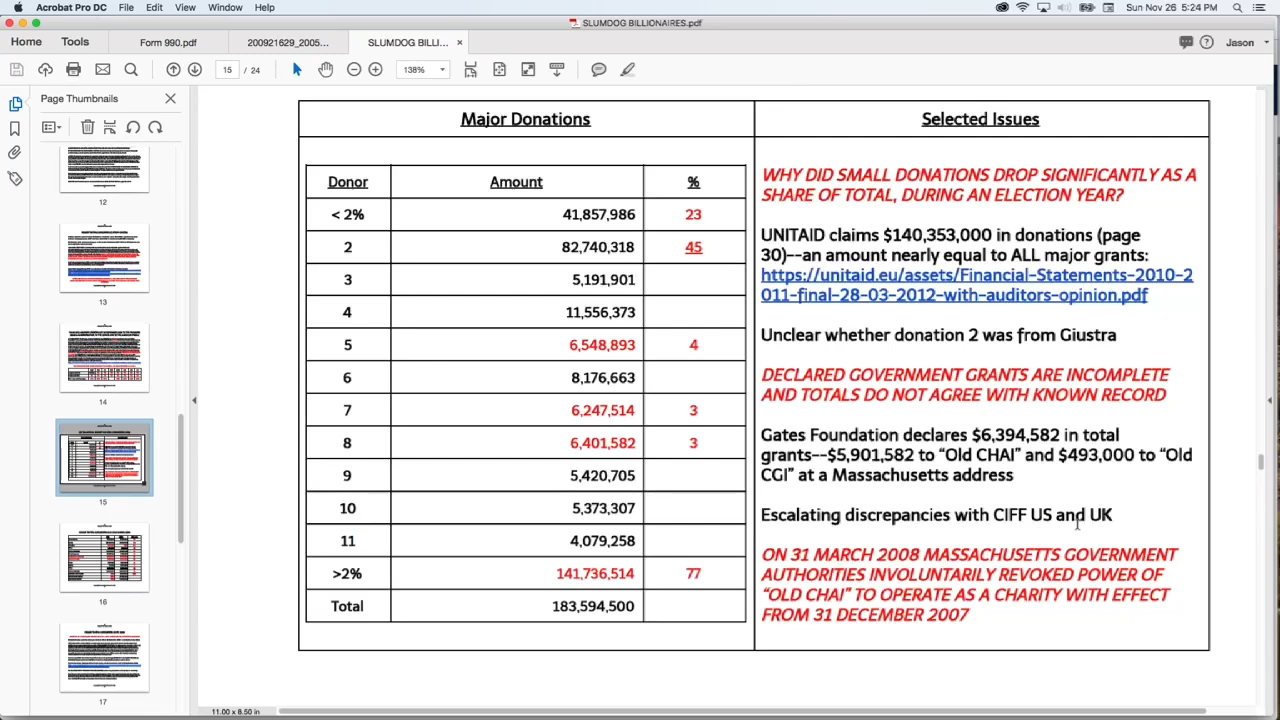 Acrobat Pro DC File Edit View Window Help
Sun Nov 26 5:24 PM
SLUMDOG BILLIONAIRES.pdf
Home Tools Form 990.pdf 200921629_2005... SLUMDOG BILLI... × Jason
15 / 24 138%
Page Thumbnails
12
13
14
15
16
17
Major Donations
Donor Amount %
< 2% 41,857,986 23
2 82,740,318 45
3 5,191,901
4 11,556,373
5 6,548,893 4
6 8,176,663
7 6,247,514 3
8 6,401,582 3
9 5,420,705
10 5,373,307
11 4,079,258
>2% 141,736,514 77
Total 183,594,500
Selected Issues
WHY DID SMALL DONATIONS DROP SIGNIFICANTLY AS A
SHARE OF TOTAL, DURING AN ELECTION YEAR?
UNITAID claims $140,353,000 in donations (page
30)--an amount nearly equal to ALL major grants:
https://unitaid.eu/assets/Financial-Statements-2010-2
011-final-28-03-2012-with-auditors-opinion.pdf
Unclear whether donation 2 was from Giustra
DECLARED GOVERNMENT GRANTS ARE INCOMPLETE
AND TOTALS DO NOT AGREE WITH KNOWN RECORD
Gates Foundation declares $6,394,582 in total
grants--$5,901,582 to “Old CHAI” and $493,000 to “Old
CGI” at a Massachusetts address
Escalating discrepancies with CIFF US and UK
ON 31 MARCH 2008 MASSACHUSETTS GOVERNMENT
AUTHORITIES INVOLUNTARILY REVOKED POWER OF
“OLD CHAI” TO OPERATE AS A CHARITY WITH EFFECT
FROM 31 DECEMBER 2007
11.00 x 8.50 in